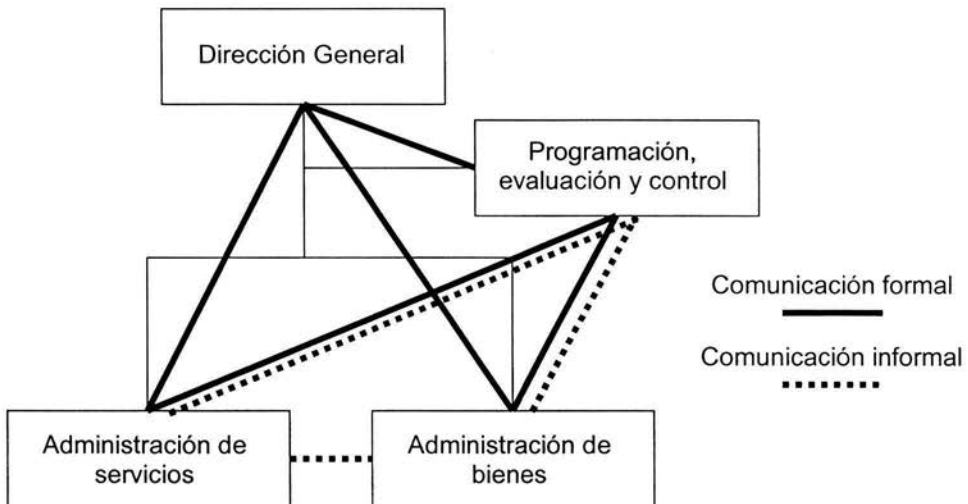 Dirección General
Programación,
evaluación y control
Comunicación formal
Comunicación informal
Administración de
servicios
Administración de
bienes